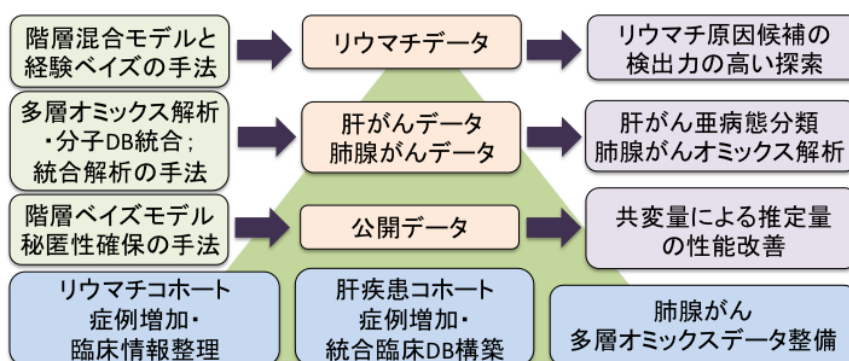 階層混合モデルと
経験ベイズの手法
リウマチデータ
リウマチ原因候補の
検出力の高い探索
多層オミックス解析
・分子DB統合；
統合解析の手法
肝がんデータ
肺腺がんデータ
肝がん亜病態分類
肺腺がんオミックス解析
階層ベイズモデル
秘匿性確保の手法
公開データ
共変量による推定量
の性能改善
リウマチコホート
症例増加・
臨床情報整理
肝疾患コホート
症例増加・
統合臨床DB構築
肺腺がん
多層オミックスデータ整備